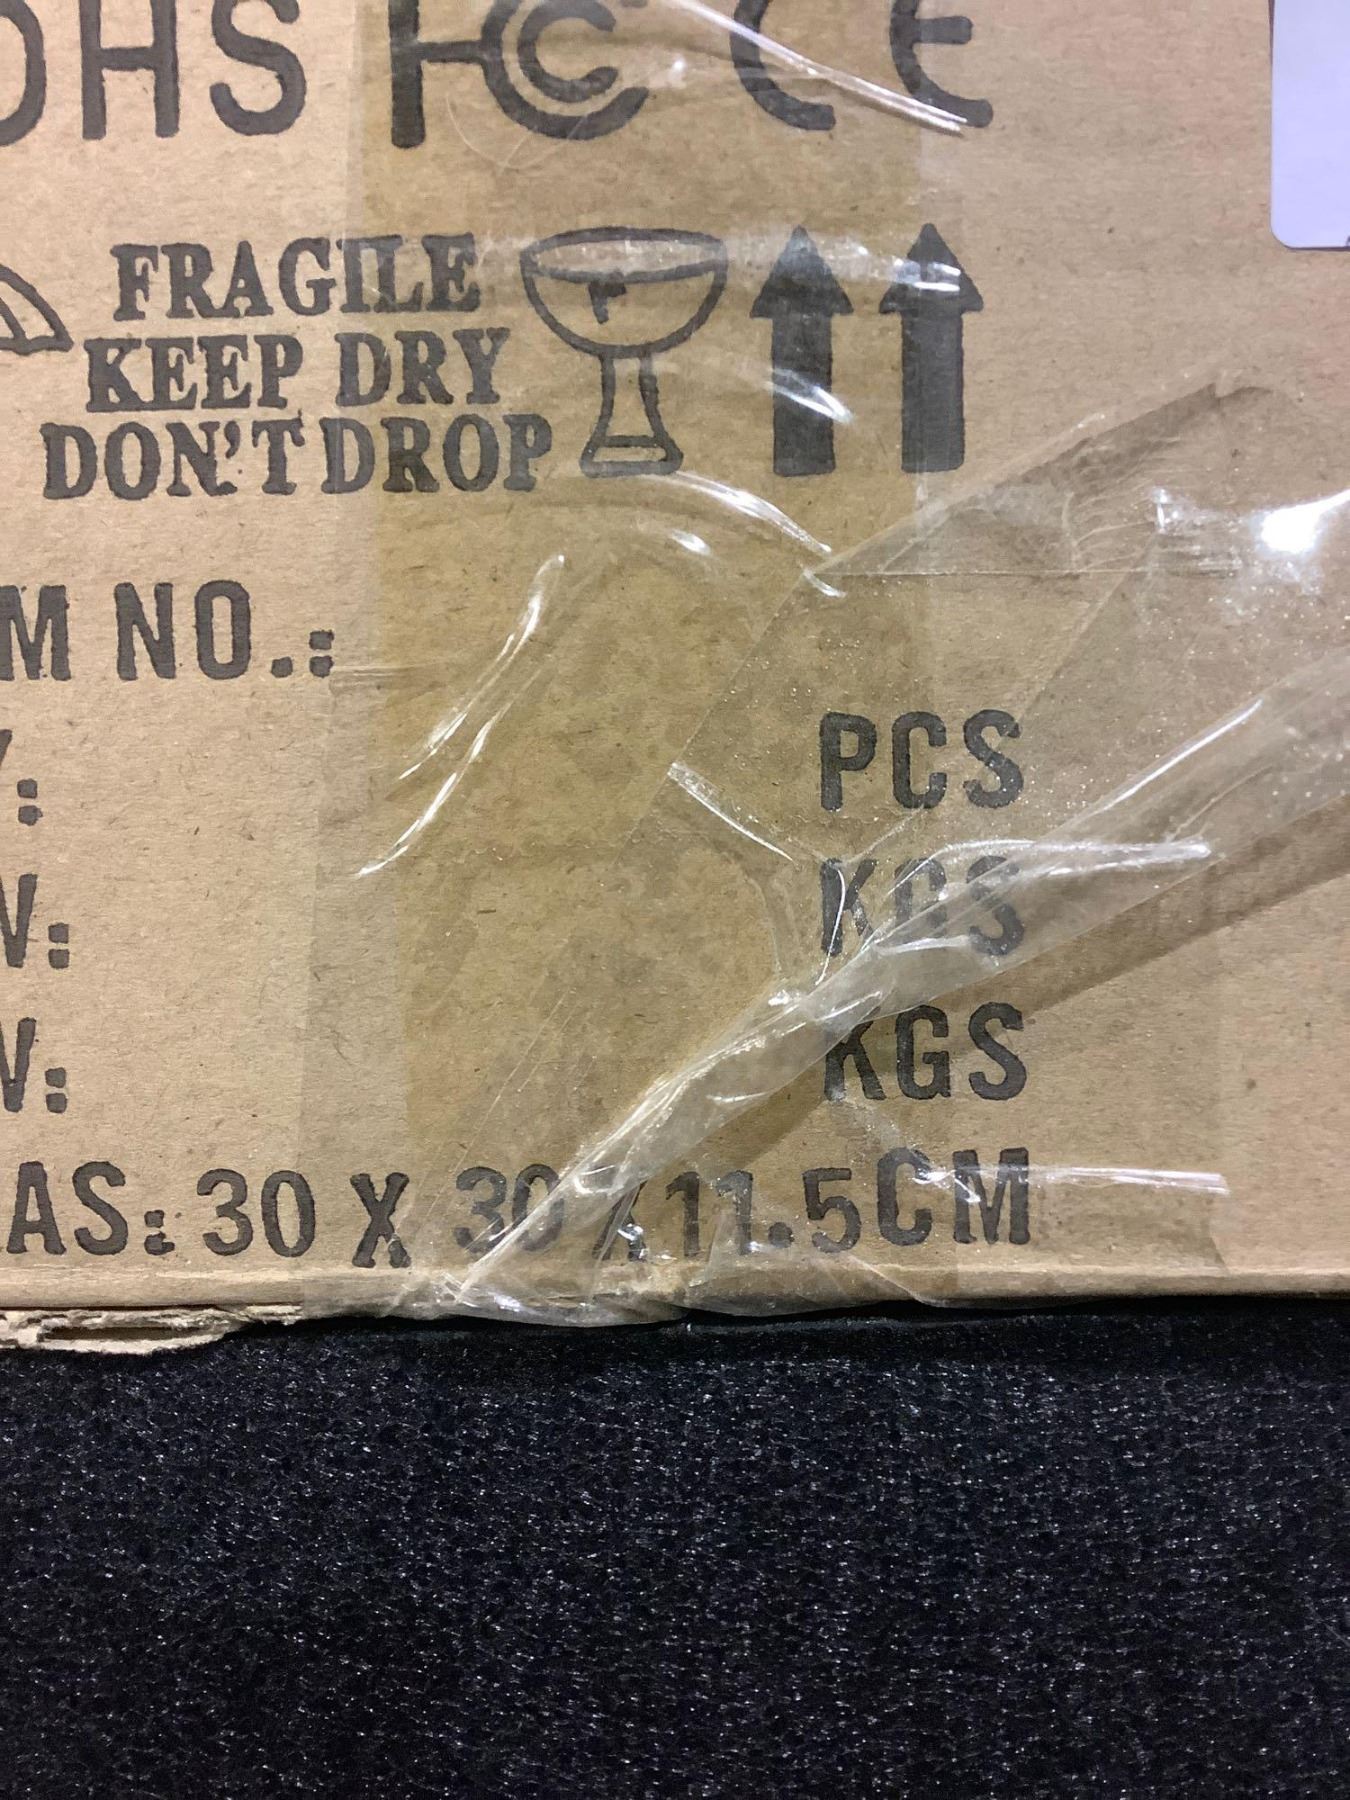 OHS FC CE
FRAGILE
KEEP DRY
DON'T DROP
M NO.:
PCS
KGS
KGS
AS: 30 X 30 X 11.5CM